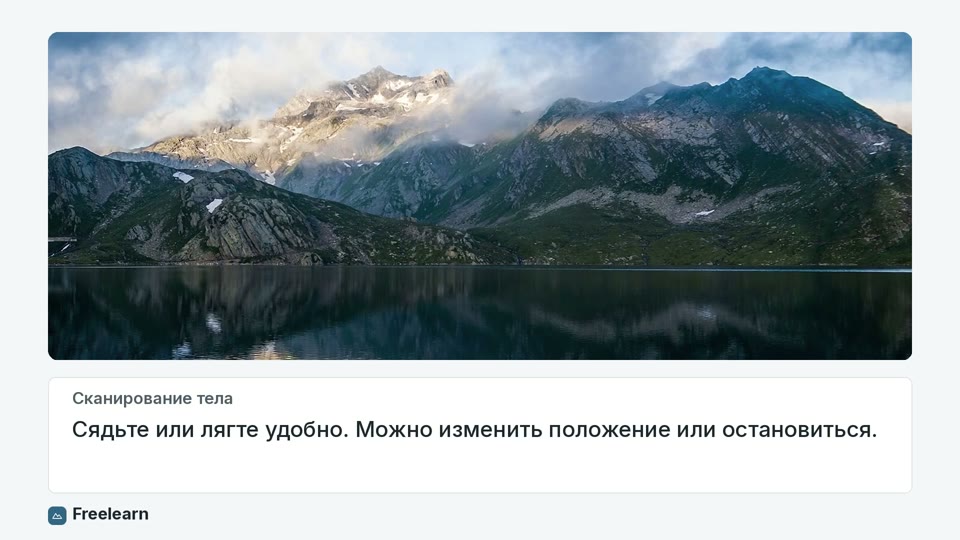 Сканирование тела
Сядьте или лягте удобно. Можно изменить положение или остановиться.
Freelearn